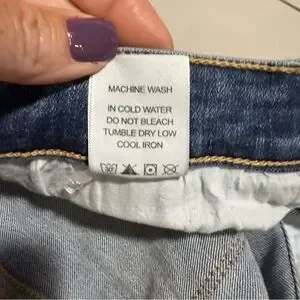 MACHINE WASH
IN COLD WATER
DO NOT BLEACH
TUMBLE DRY LOW
COOL IRON